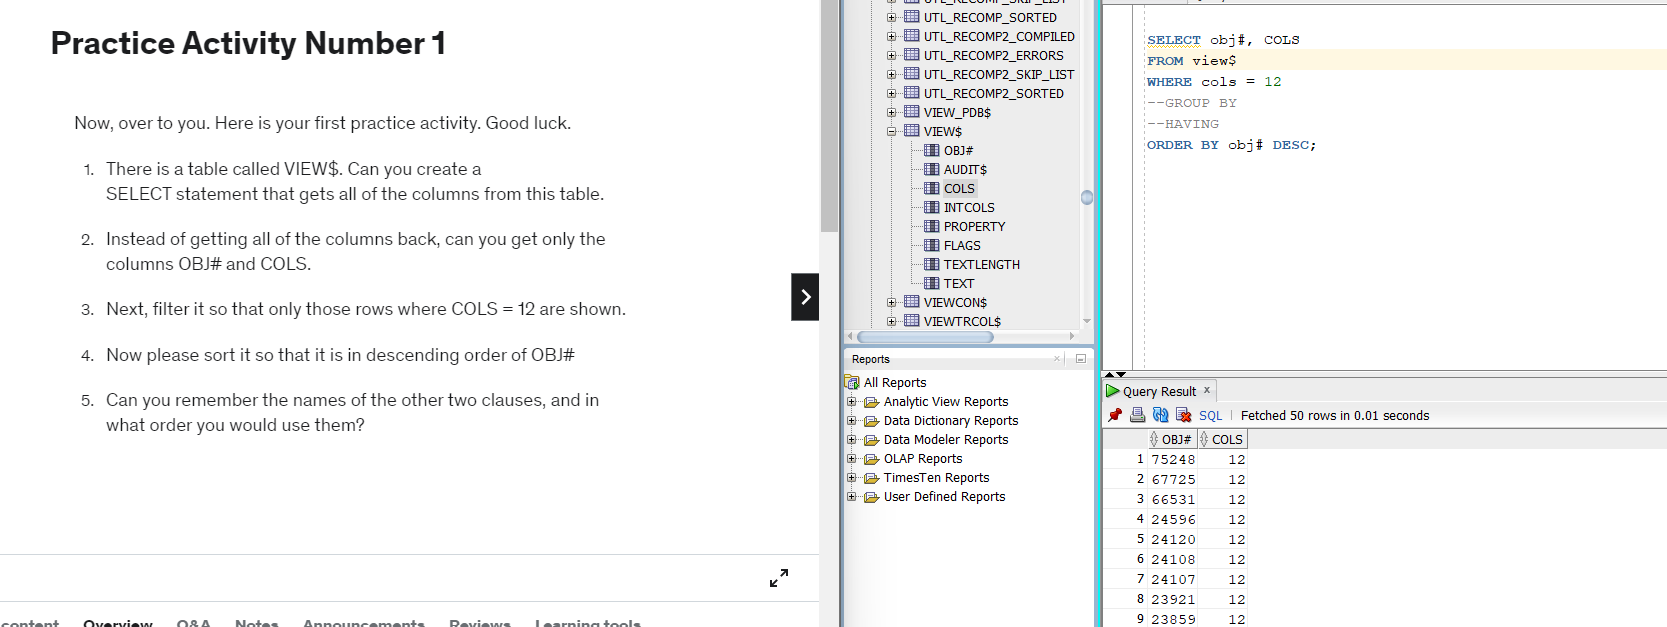 Practice Activity Number 1
Now, over to you. Here is your first practice activity. Good luck.
1. There is a table called VIEW$. Can you create a
SELECT statement that gets all of the columns from this table.
2. Instead of getting all of the columns back, can you get only the
columns OBJ# and COLS.
3. Next, filter it so that only those rows where COLS = 12 are shown.
4. Now please sort it so that it is in descending order of OBJ#
5. Can you remember the names of the other two clauses, and in
what order you would use them?
content Overview Q&A Notes Announcements Reviews Learning tools
UTL_RECOMP_SKIP_LIST
UTL_RECOMP_SORTED
UTL_RECOMP2_COMPILED
UTL_RECOMP2_ERRORS
UTL_RECOMP2_SKIP_LIST
UTL_RECOMP2_SORTED
VIEW_PDB$
VIEW$
OBJ#
AUDIT$
COLS
INTCOLS
PROPERTY
FLAGS
TEXTLENGTH
TEXT
VIEWCON$
VIEWTRCOL$
Reports
All Reports
Analytic View Reports
Data Dictionary Reports
Data Modeler Reports
OLAP Reports
TimesTen Reports
User Defined Reports
SELECT obj#, COLS
FROM view$
WHERE cols = 12
--GROUP BY
--HAVING
ORDER BY obj# DESC;
Query Result
SQL Fetched 50 rows in 0.01 seconds
OBJ# COLS
1 75248 12
2 67725 12
3 66531 12
4 24596 12
5 24120 12
6 24108 12
7 24107 12
8 23921 12
9 23859 12